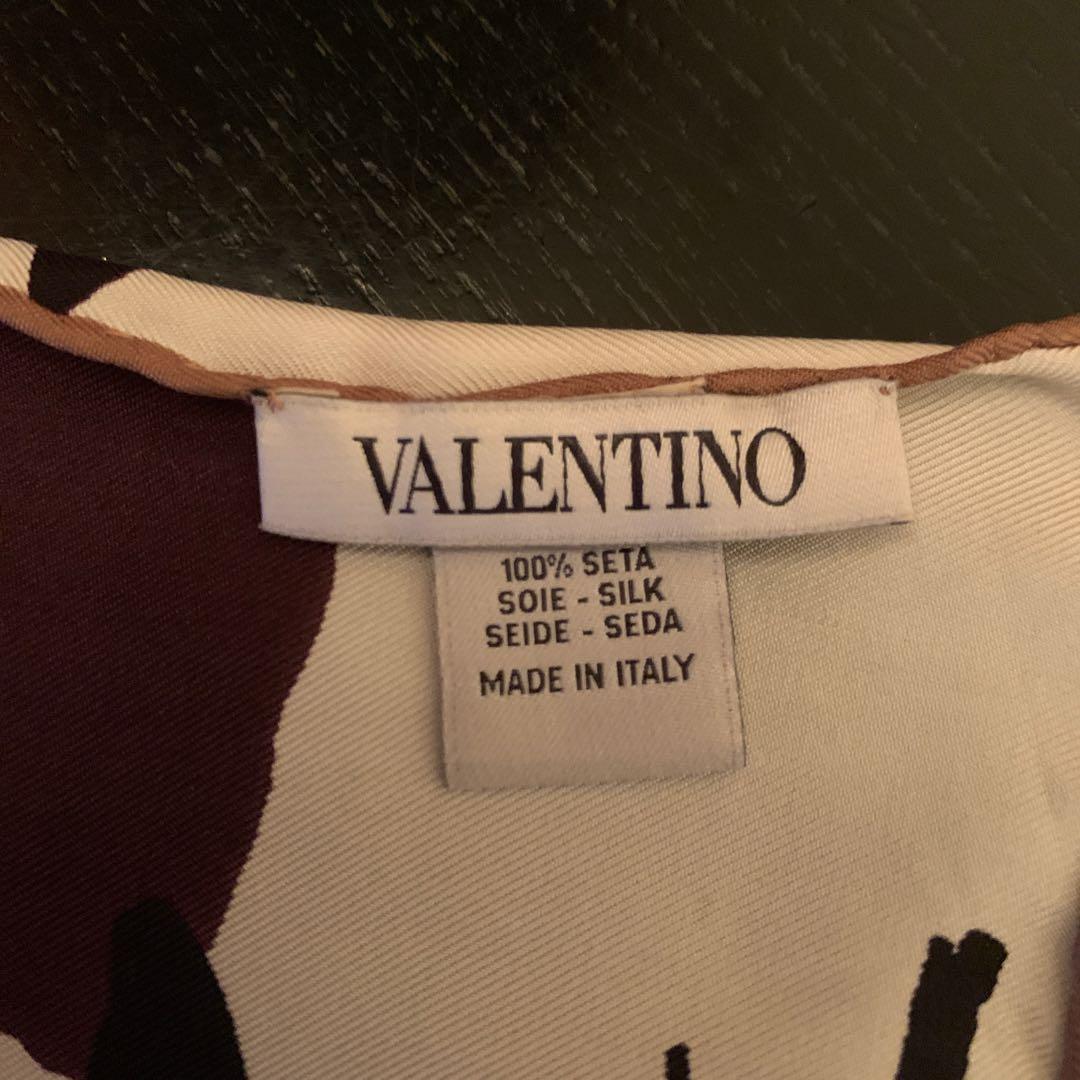 VALENTINO
100% SETA
SOIE - SILK
SEIDE - SEDA
MADE IN ITALY